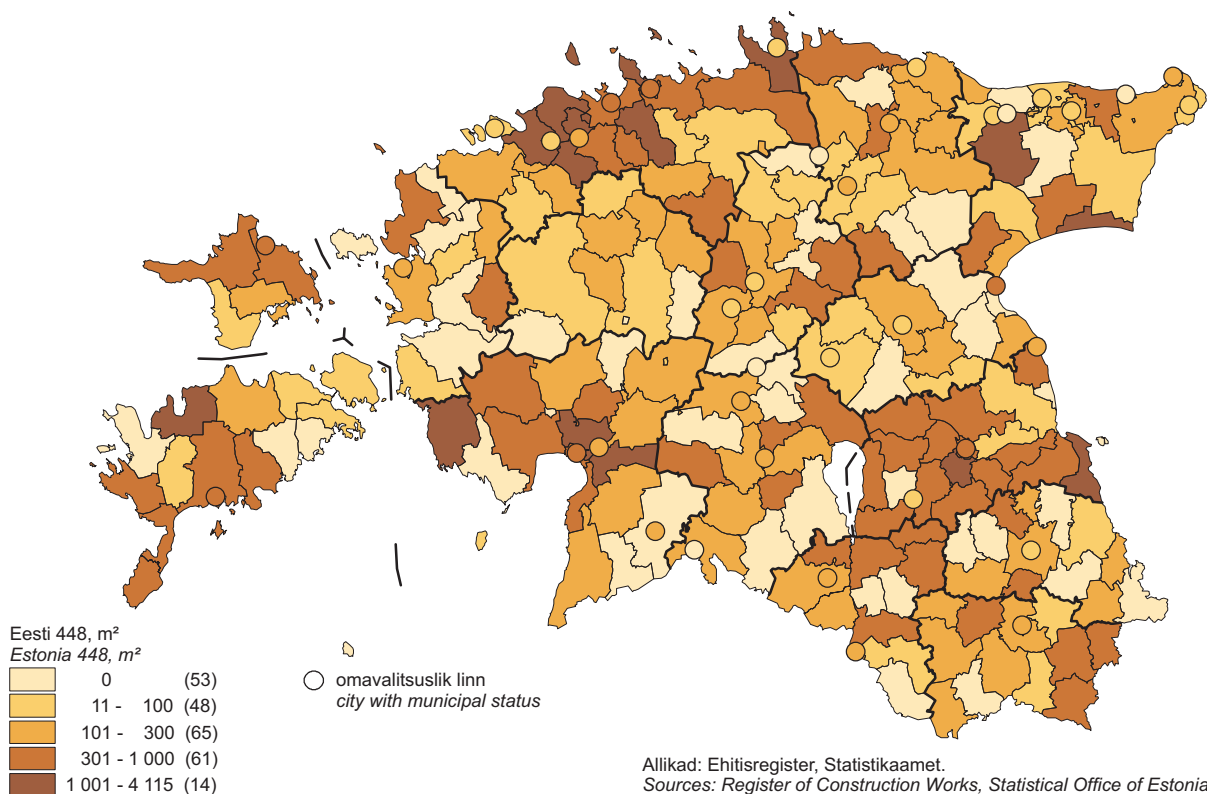 Eesti 448, m²
Estonia 448, m²
0 (53)
11 - 100 (48)
101 - 300 (65)
301 - 1 000 (61)
1 001 - 4 115 (14)
omavalitsuslik linn
city with municipal status
Allikad: Ehitisregister, Statistikaamet.
Sources: Register of Construction Works, Statistical Office of Estonia